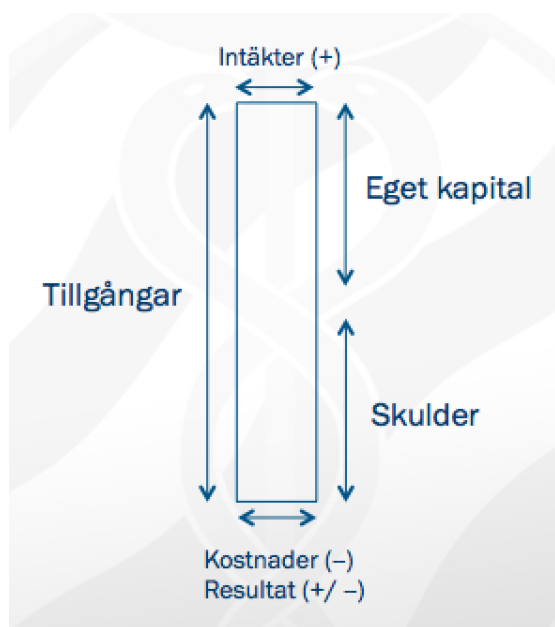 Intäkter (+)
Eget kapital
Tillgångar
Skulder
Kostnader (–)
Resultat (+/ –)